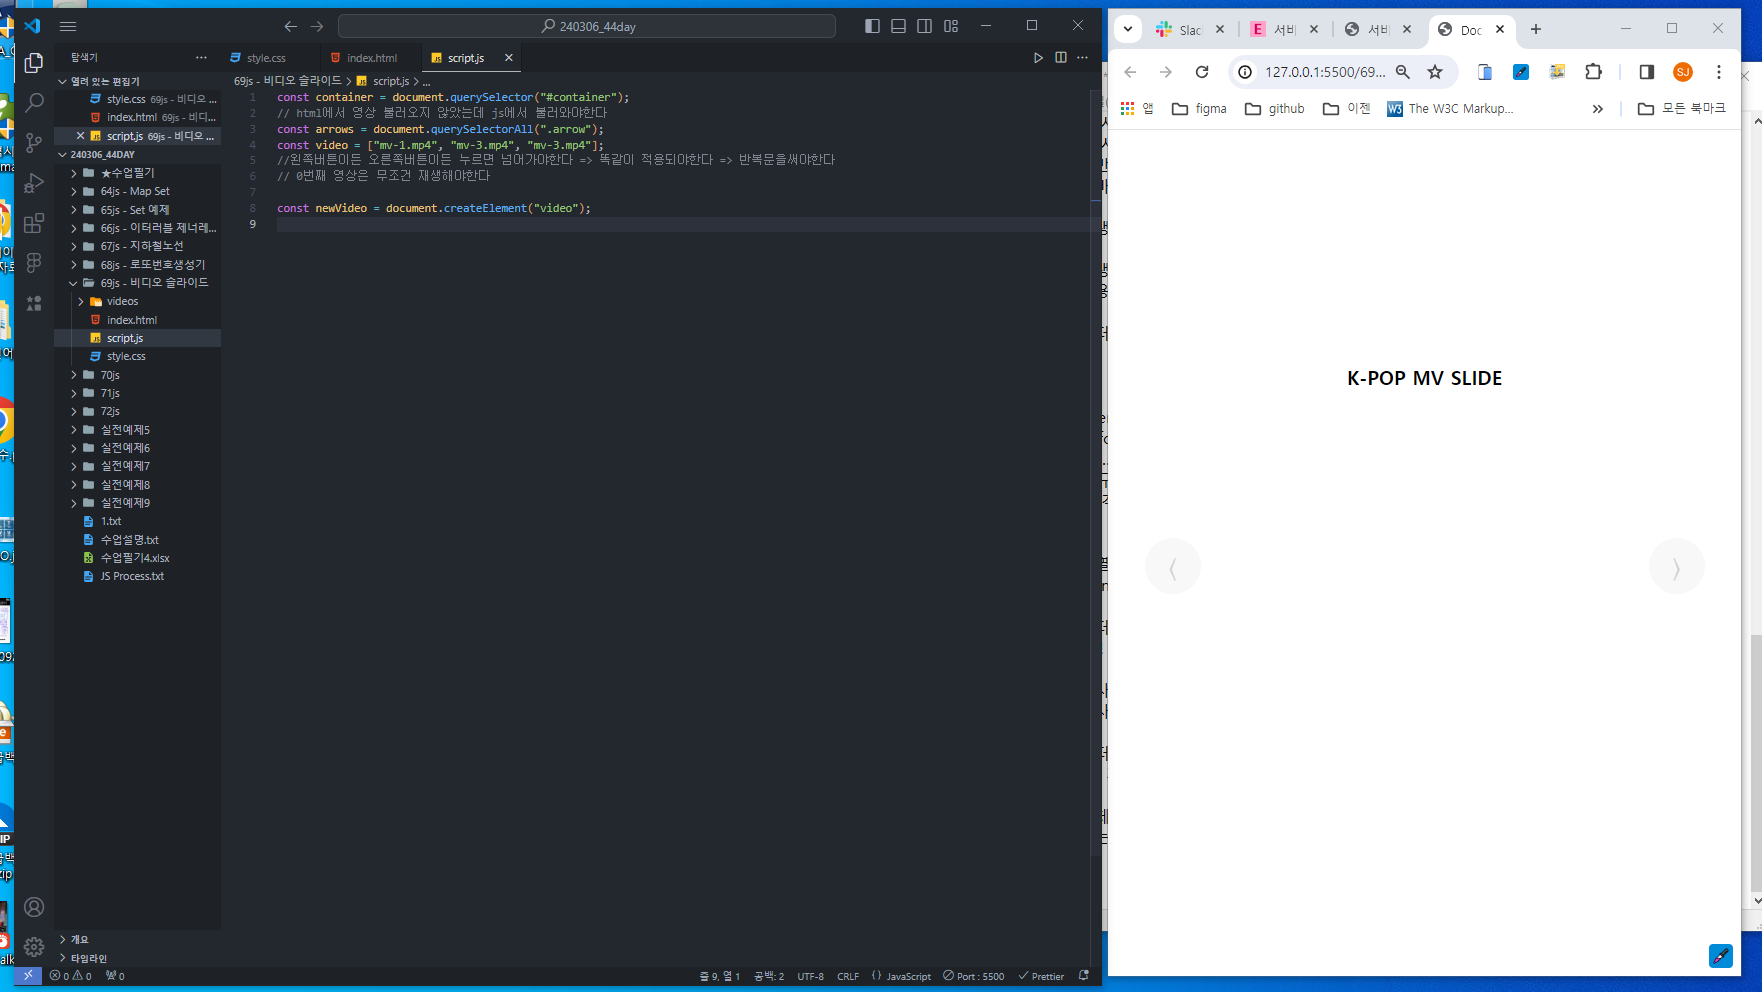 240306_44day
탐색기
style.css
index.html
script.js
열려 있는 편집기
style.css 69js - 비디오 ...
index.html 69js - 비디...
script.js 69js - 비디오 ...
240306_44DAY
★수업필기
64js - Map Set
65js - Set 예제
66js - 이터러블 제너레...
67js - 지하철노선
68js - 로또번호생성기
69js - 비디오 슬라이드
videos
index.html
script.js
style.css
70js
71js
72js
실전예제5
실전예제6
실전예제7
실전예제8
실전예제9
1.txt
수업설명.txt
수업필기4.xlsx
JS Process.txt
개요
타임라인
69js - 비디오 슬라이드 > script.js > ...
1 const container = document.querySelector("#container");
2 // html에서 영상 불러오지 않았는데 js에서 불러와야한다
3 const arrows = document.querySelectorAll(".arrow");
4 const video = ["mv-1.mp4", "mv-3.mp4", "mv-3.mp4"];
5 //왼쪽버튼이든 오른쪽버튼이든 누르면 넘어가야한다 => 똑같이 적용되야한다 => 반복문을써야한다
6 // 0번째 영상은 무조건 재생해야한다
7
8 const newVideo = document.createElement("video");
9
0 0 0
줄 9, 열 1 공백: 2 UTF-8 CRLF {} JavaScript Port : 5500 Prettier
Slac
서비
서비
Doc
127.0.0.1:5500/69...
SJ
앱 figma github 이젠 The W3C Markup... » 모든 북마크
K-POP MV SLIDE